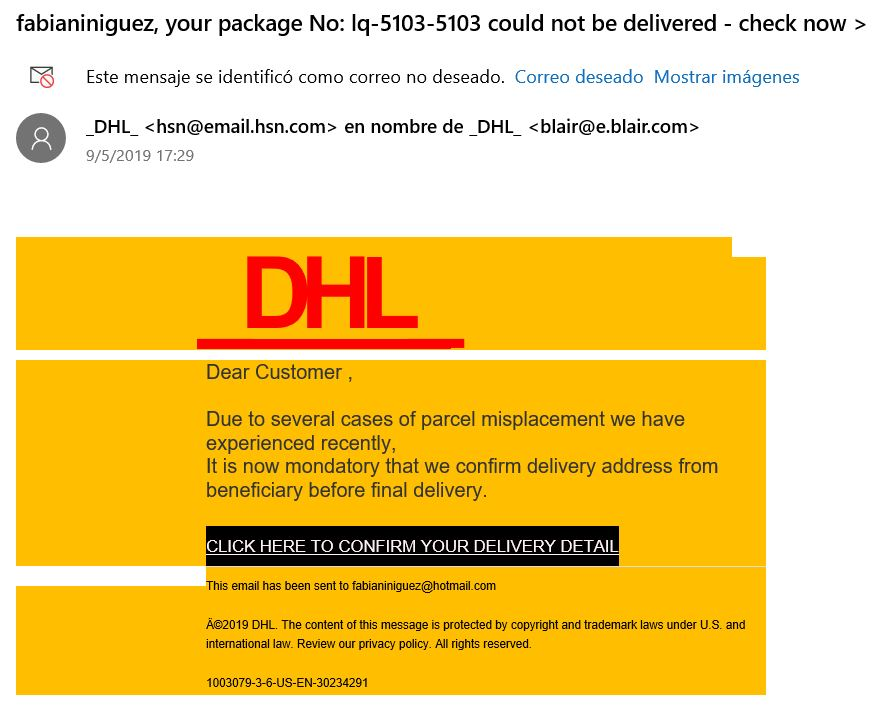 fabianiniguez, your package No: lq-5103-5103 could not be delivered - check now >
Este mensaje se identificó como correo no deseado. Correo deseado Mostrar imágenes
_DHL_ <hsn@email.hsn.com> en nombre de _DHL_ <blair@e.blair.com>
9/5/2019 17:29
DHL
Dear Customer ,
Due to several cases of parcel misplacement we have
experienced recently,
It is now mondatory that we confirm delivery address from
beneficiary before final delivery.
CLICK HERE TO CONFIRM YOUR DELIVERY DETAIL
This email has been sent to fabianiniguez@hotmail.com
Â©2019 DHL. The content of this message is protected by copyright and trademark laws under U.S. and
international law. Review our privacy policy. All rights reserved.
1003079-3-6-US-EN-30234291